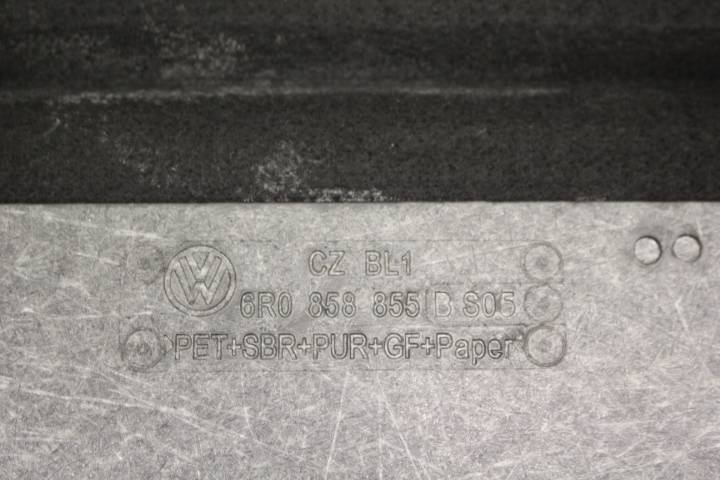 CZ BL1
6R0 858 855 B S05
PET+SBR+PUR+GF+Paper